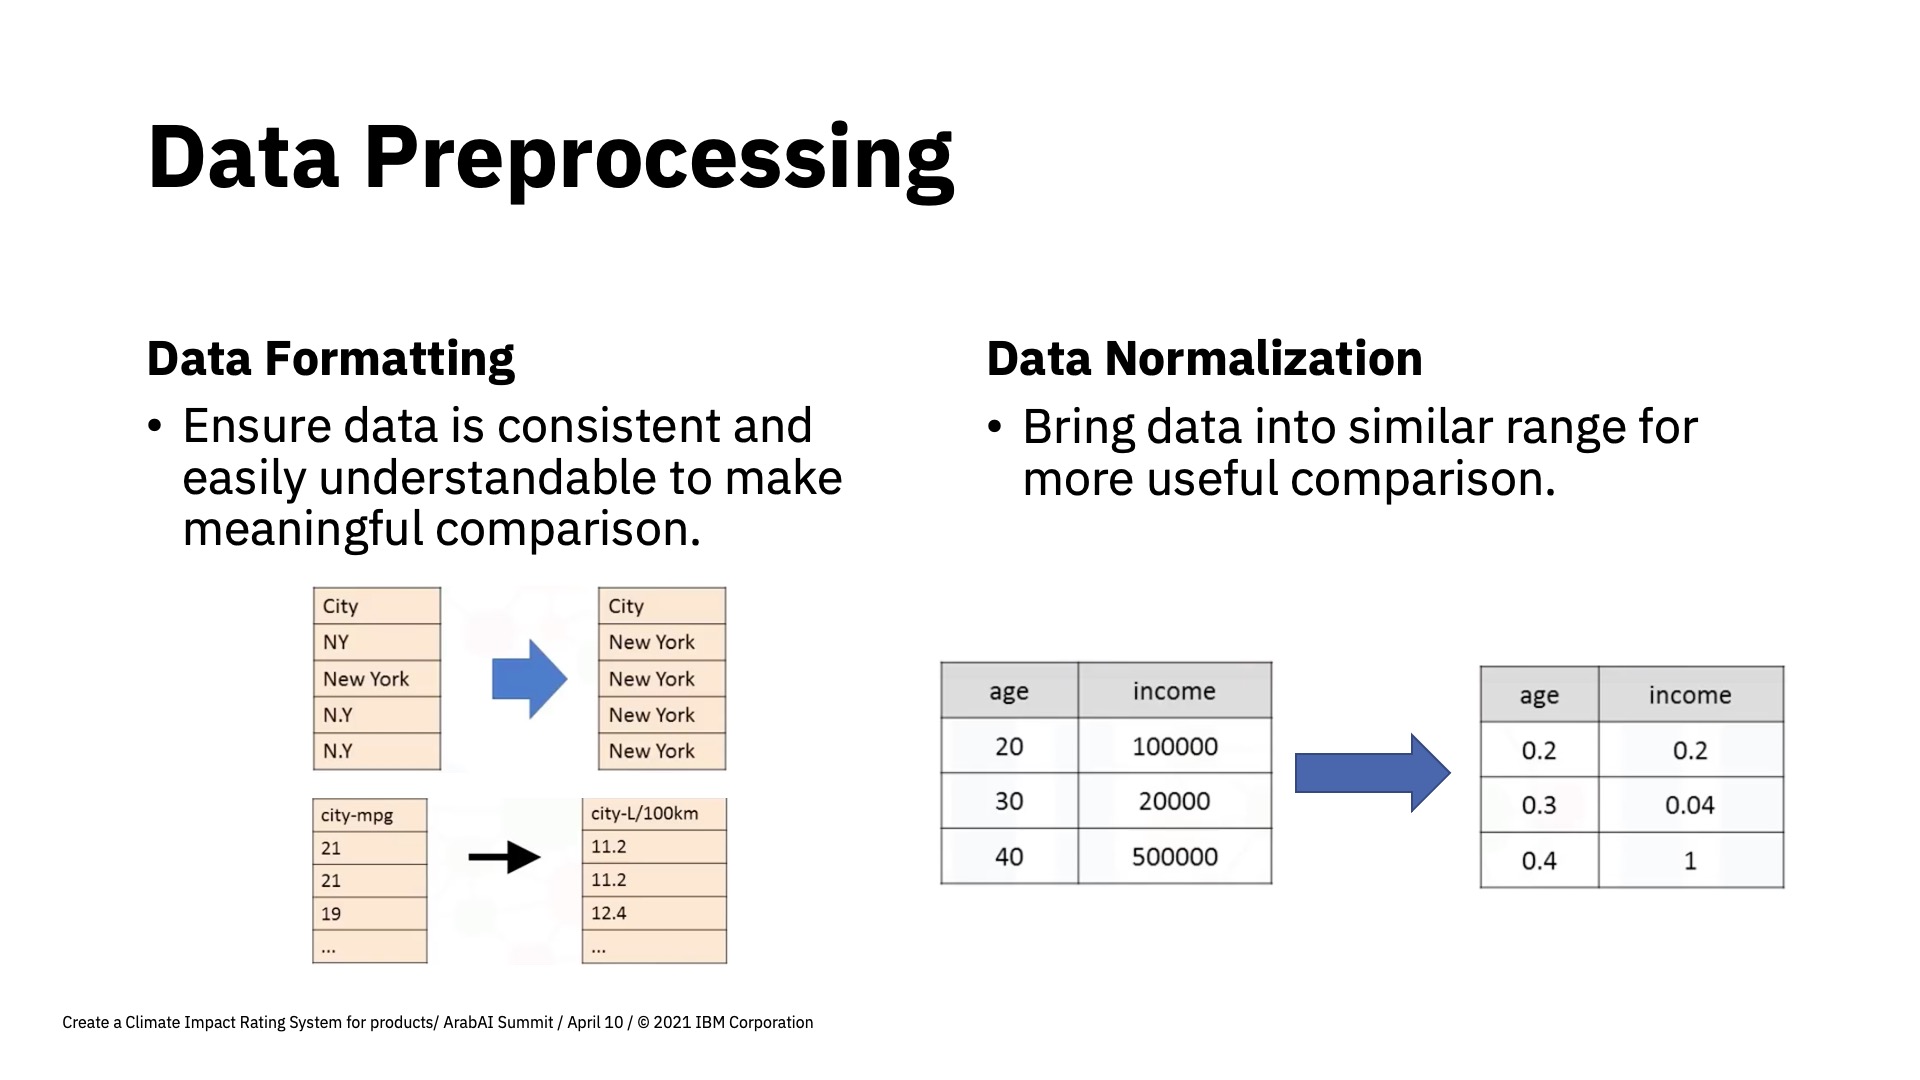 Data Preprocessing
Data Formatting
• Ensure data is consistent and
easily understandable to make
meaningful comparison.
City
NY
New York
N.Y
N.Y
City
New York
New York
New York
New York
city-mpg
21
21
19
...
city-L/100km
11.2
11.2
12.4
...
Data Normalization
• Bring data into similar range for
more useful comparison.
age income
20 100000
30 20000
40 500000
age income
0.2 0.2
0.3 0.04
0.4 1
Create a Climate Impact Rating System for products/ ArabAI Summit / April 10 / © 2021 IBM Corporation